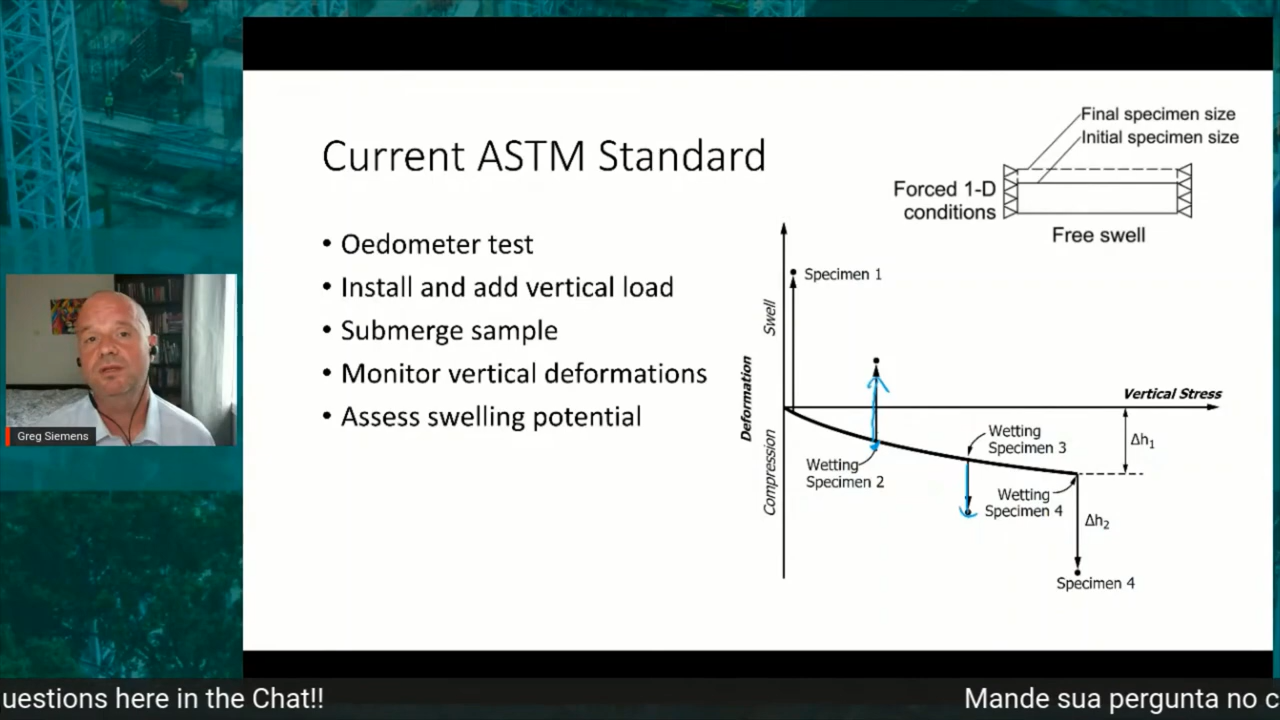 Current ASTM Standard
• Oedometer test
• Install and add vertical load
• Submerge sample
• Monitor vertical deformations
• Assess swelling potential
Final specimen size
Initial specimen size
Forced 1-D
conditions
Free swell
Specimen 1
Swell
Deformation
Compression
Vertical Stress
Wetting
Specimen 2
Wetting
Specimen 3
Wetting
Specimen 4
Δh1
Δh2
Specimen 4
Greg Siemens
uestions here in the Chat!!
Mande sua pergunta no c